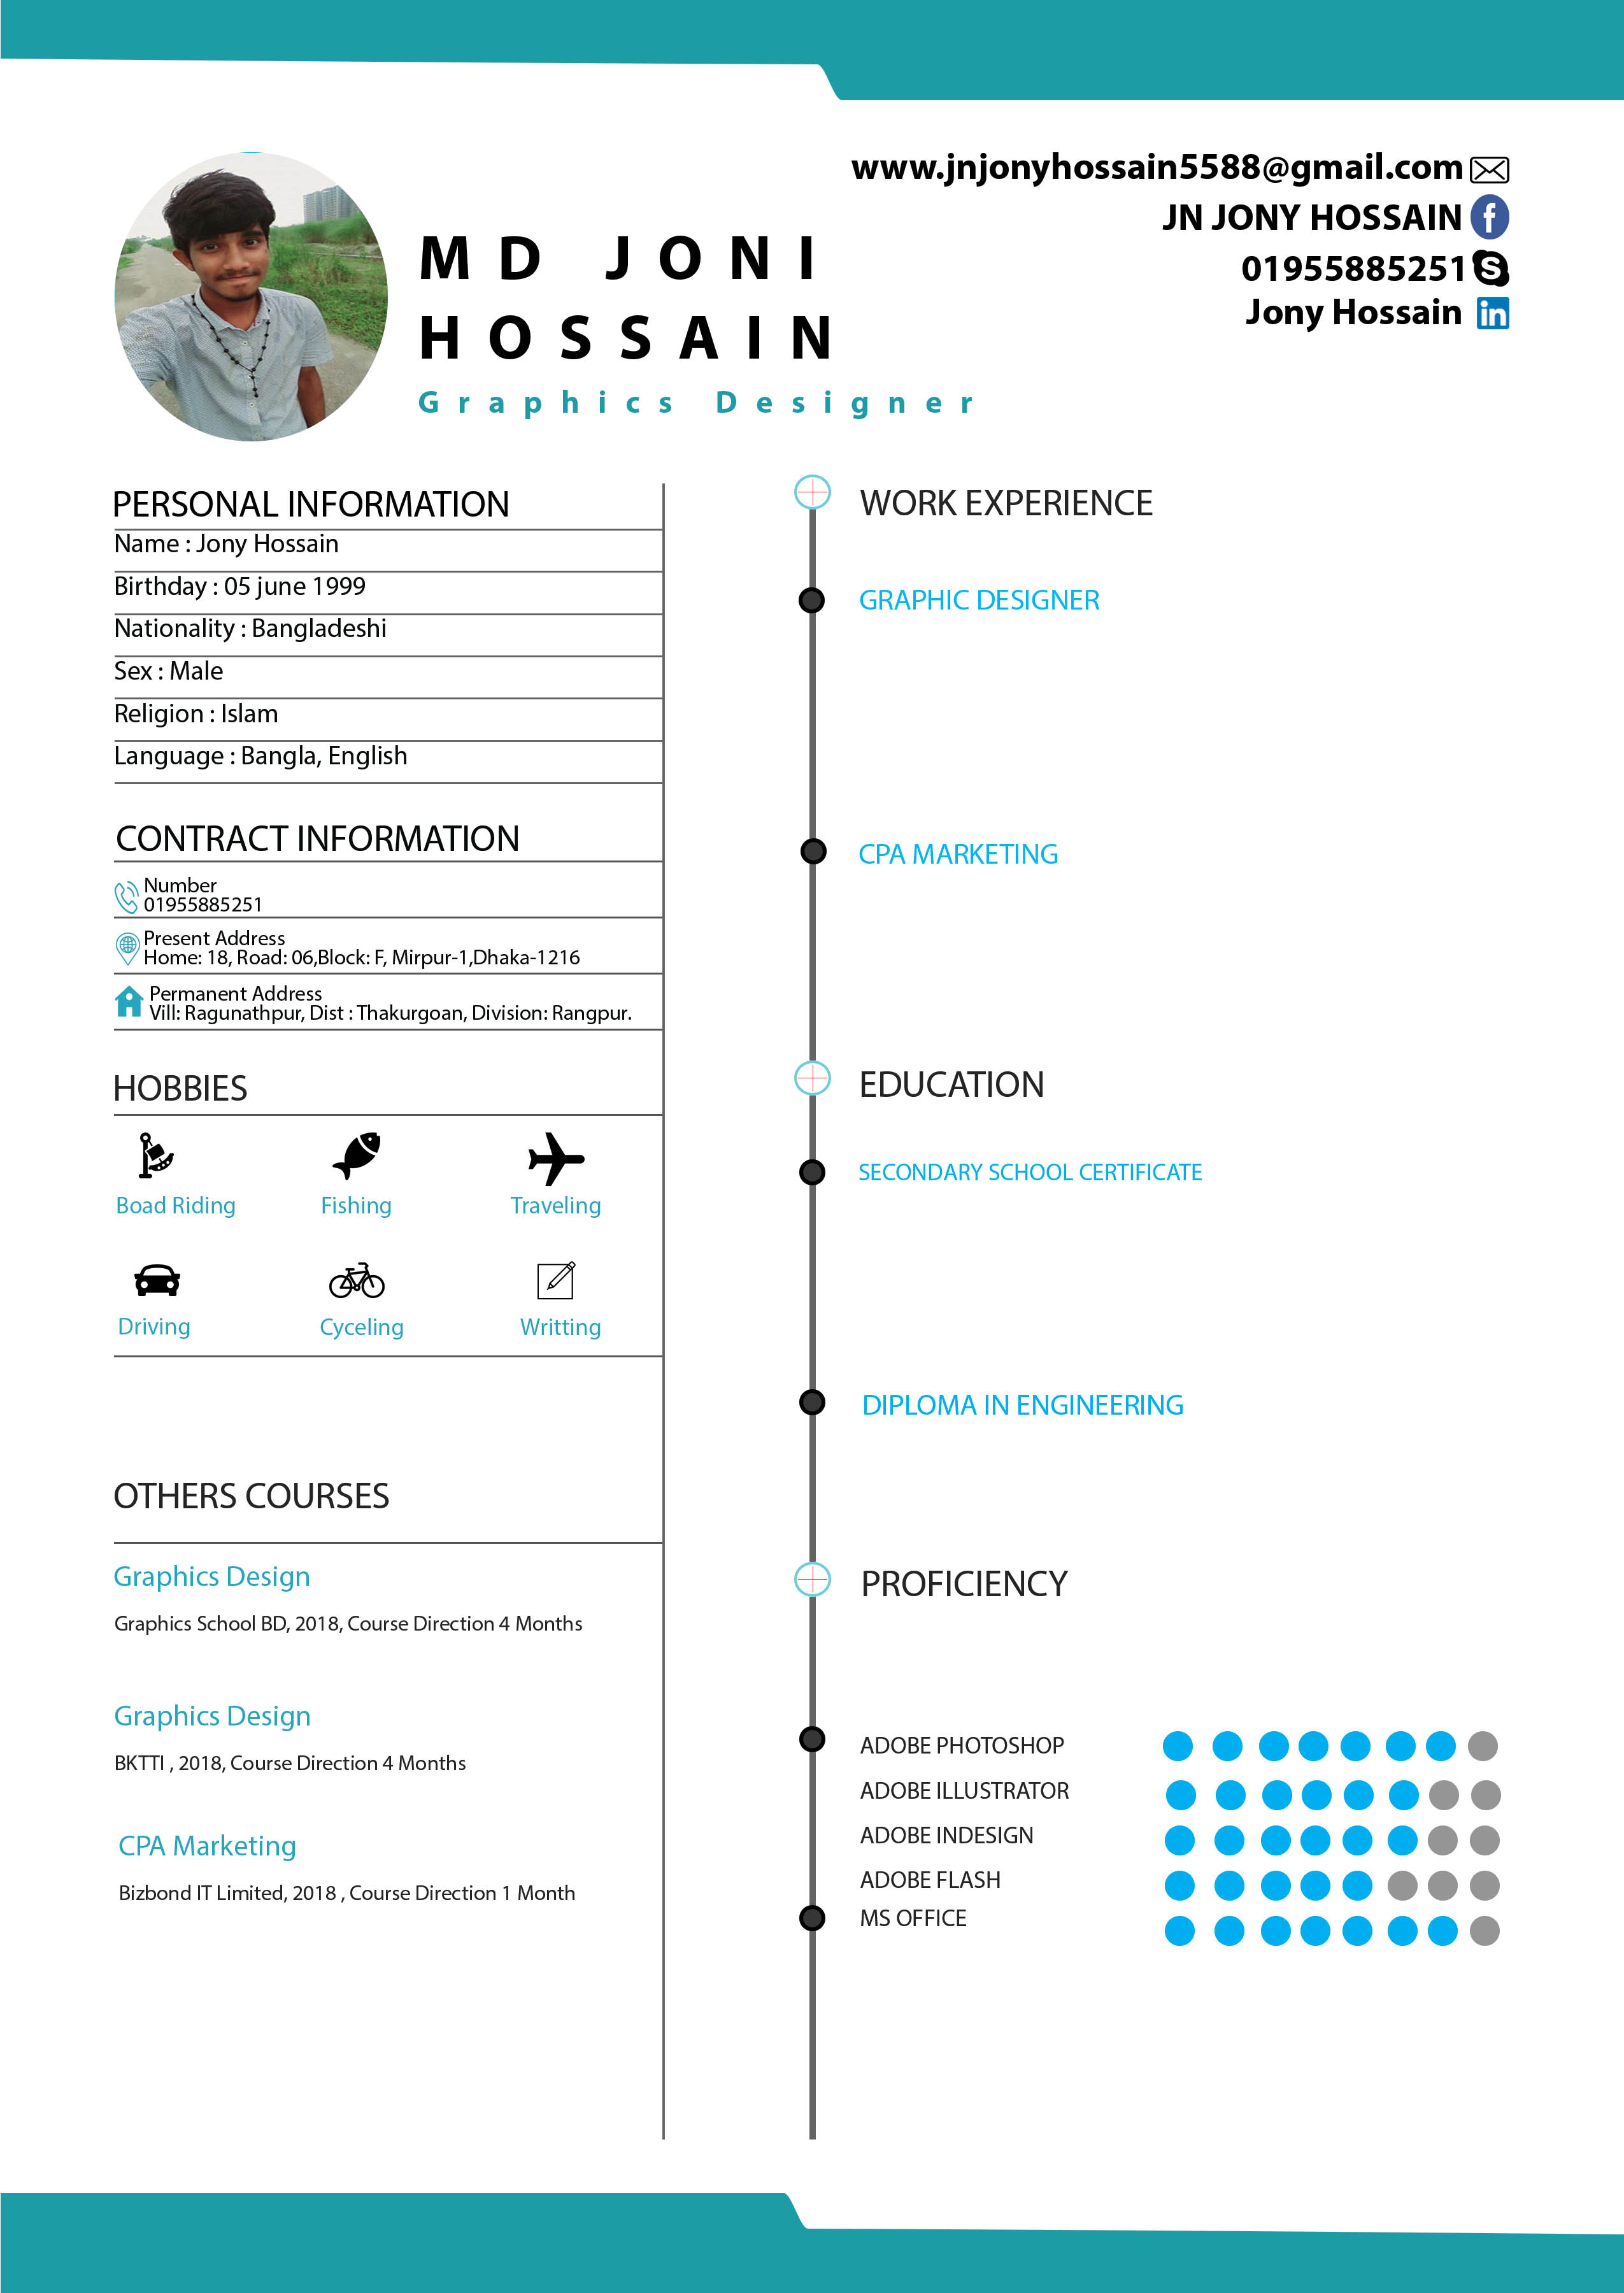 www.jnjonyhossain5588@gmail.com
JN JONY HOSSAIN
01955885251
Jony Hossain
MD JONI
HOSSAIN
Graphics Designer
PERSONAL INFORMATION
Name : Jony Hossain
Birthday : 05 june 1999
Nationality : Bangladeshi
Sex : Male
Religion : Islam
Language : Bangla, English
CONTRACT INFORMATION
Number
01955885251
Present Address
Home: 18, Road: 06,Block: F, Mirpur-1,Dhaka-1216
Permanent Address
Vill: Ragunathpur, Dist : Thakurgoan, Division: Rangpur.
HOBBIES
Boad Riding
Fishing
Traveling
Driving
Cyceling
Writting
OTHERS COURSES
Graphics Design
Graphics School BD, 2018, Course Direction 4 Months
Graphics Design
BKTTI , 2018, Course Direction 4 Months
CPA Marketing
Bizbond IT Limited, 2018 , Course Direction 1 Month
WORK EXPERIENCE
GRAPHIC DESIGNER
CPA MARKETING
EDUCATION
SECONDARY SCHOOL CERTIFICATE
DIPLOMA IN ENGINEERING
PROFICIENCY
ADOBE PHOTOSHOP
ADOBE ILLUSTRATOR
ADOBE INDESIGN
ADOBE FLASH
MS OFFICE